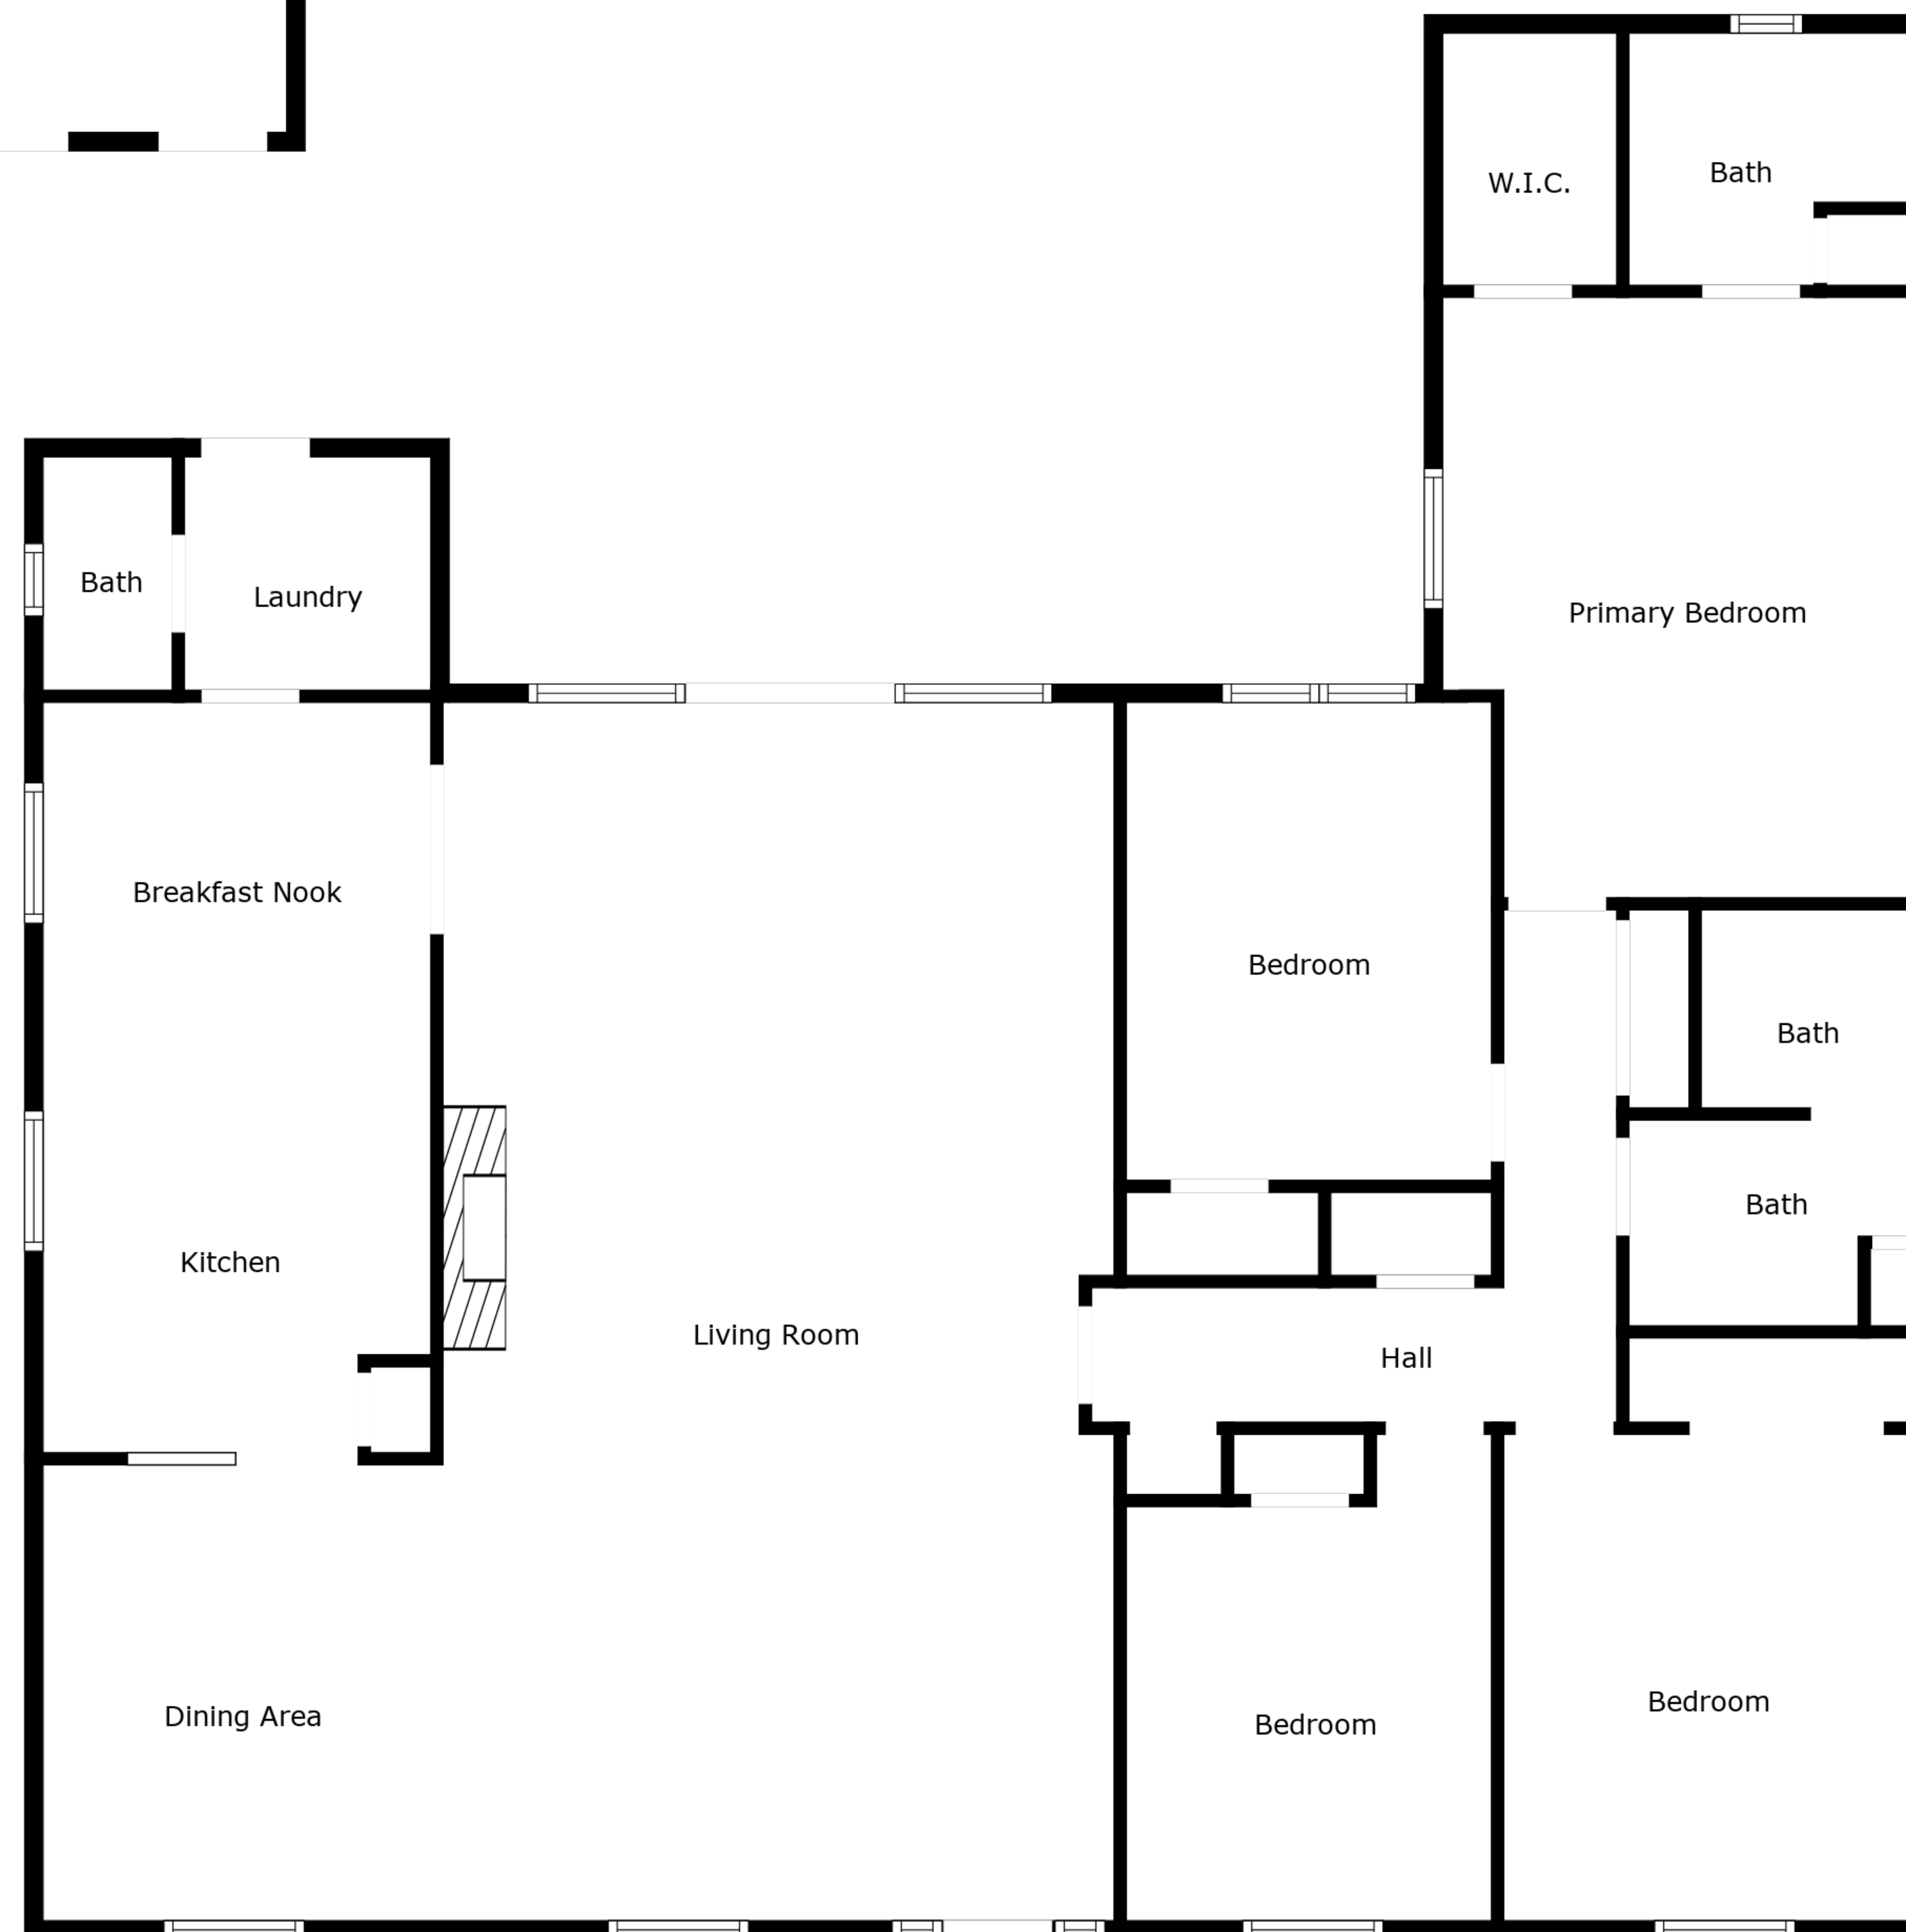 Bath
W.I.C.
Bath
Laundry
Primary Bedroom
Breakfast Nook
Bedroom
Bath
Bath
Kitchen
Living Room
Hall
Bedroom
Dining Area
Bedroom